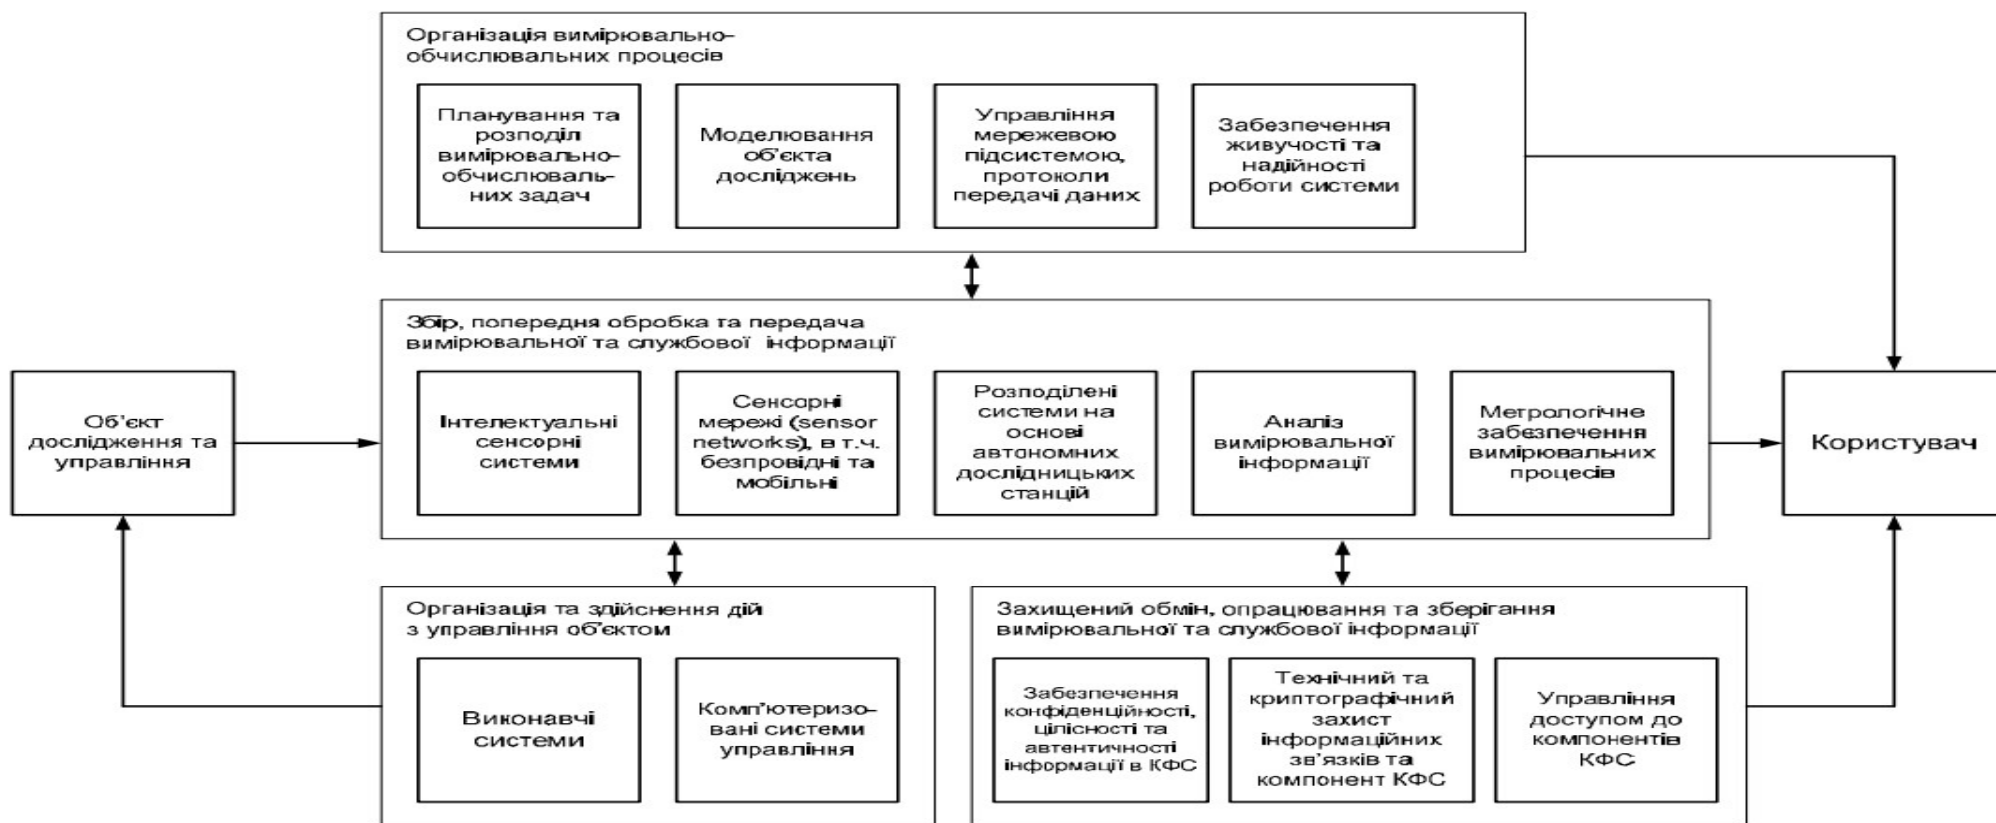 Організація вимірювально-
обчислювальних процесів
Планування та
розподіл
вимірювально-
обчислюваль-
них задач
Моделювання
об'єкта
досліджень
Управління
мережевою
підсистемою,
протоколи
передачі даних
Забезпечення
живучості та
надійності
роботи системи
Збір, попередня обробка та передача
вимірювальної та службової інформації
Об'єкт
дослідження та
управління
Інтелектуальні
сенсорні
системи
Сенсорні
мережі (sensor
networks), в т.ч.
безпровідні та
мобільні
Розподілені
системи на
основі
автономних
дослідницьких
станцій
Аналіз
вимірювальної
інформації
Метрологічне
забезпечення
вимірювальних
процесів
Користувач
Організація та здійснення дій
з управління об'єктом
Виконавчі
системи
Комп'ютеризо-
вані системи
управління
Захищений обмін, опрацювання та зберігання
вимірювальної та службової інформації
Забезпечення
конфіденційності,
цілісності та
автентичності
інформації в КФС
Технічний та
криптографічний
захист
інформаційних
зв'язків та
компонент КФС
Управління
доступом до
компонентів
КФС